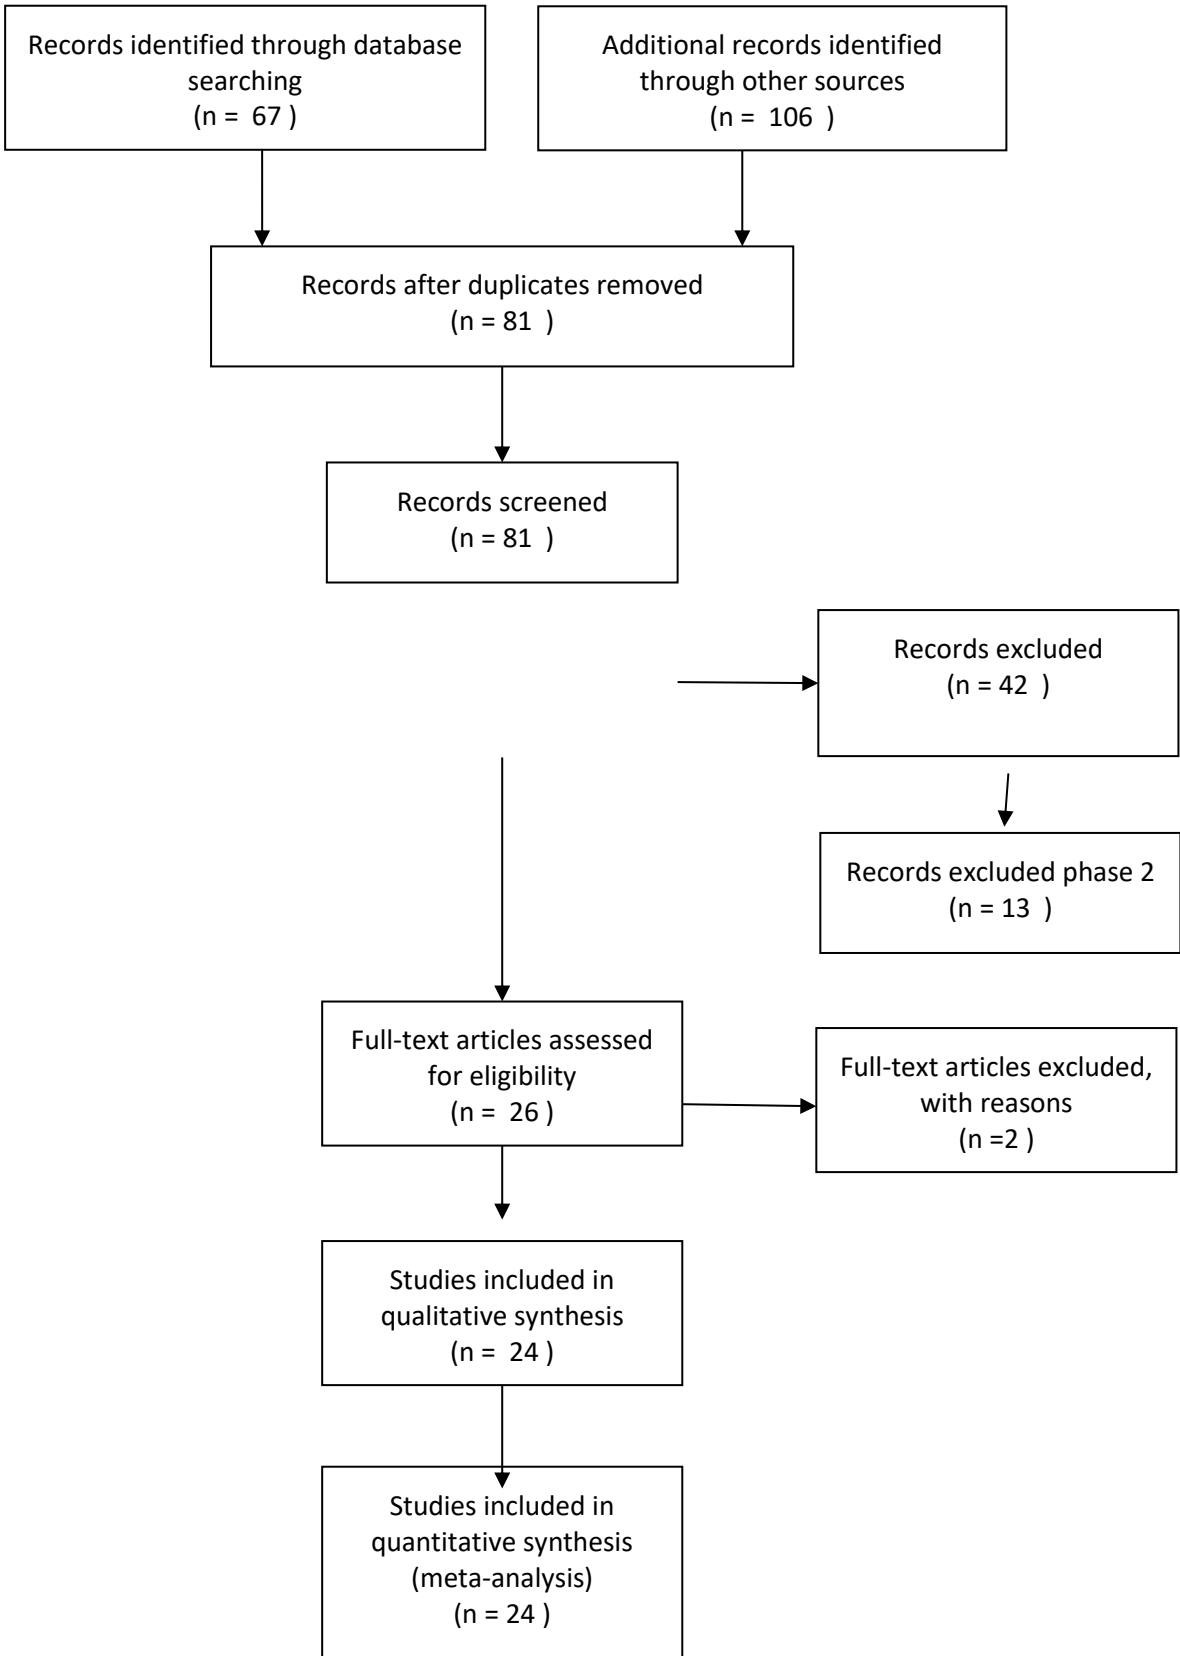 Records identified through database
searching
(n =  67 )
Additional records identified
through other sources
(n =  106  )
Records after duplicates removed
(n = 81  )
Records screened
(n = 81  )
Records excluded
(n = 42  )
Records excluded phase 2
(n = 13  )
Full-text articles assessed
for eligibility
(n =  26 )
Full-text articles excluded,
with reasons
(n =2 )
Studies included in
qualitative synthesis
(n =  24 )
Studies included in
quantitative synthesis
(meta-analysis)
(n = 24 )